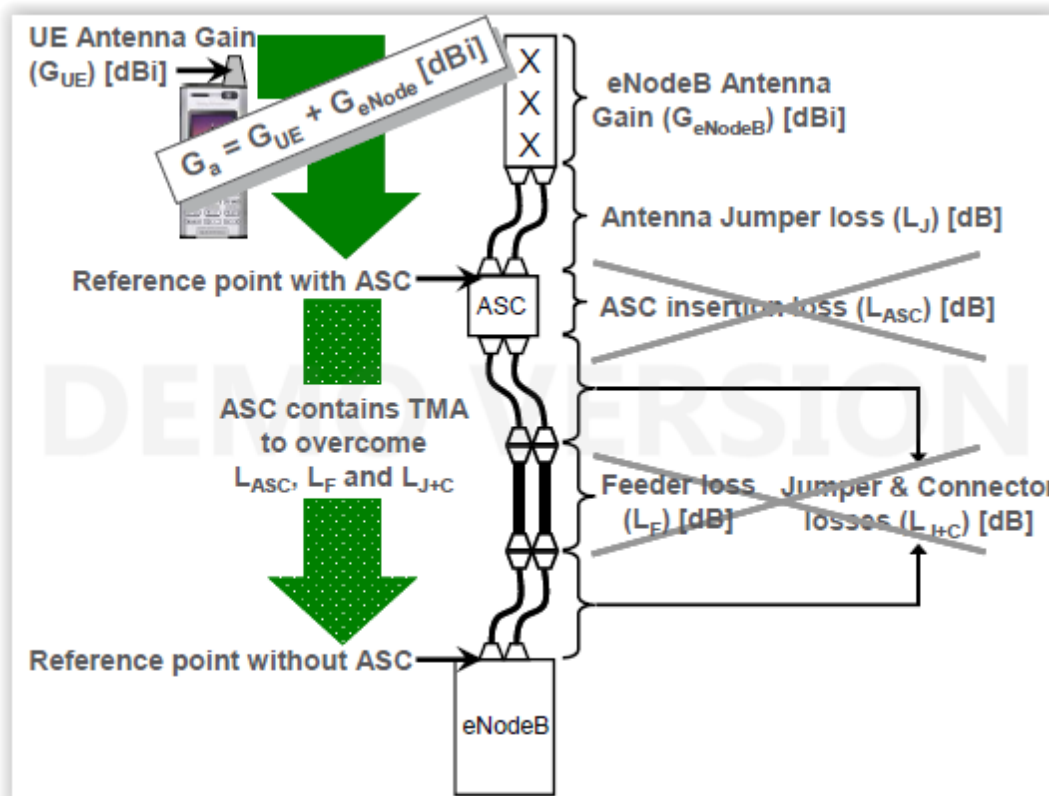 UE Antenna Gain
(G_UE) [dBi]
G_a = G_UE + G_eNode [dBi]
X
X
X
eNodeB Antenna
Gain (G_eNodeB) [dBi]
Antenna Jumper loss (L_J) [dB]
Reference point with ASC
ASC
ASC insertion loss (L_ASC) [dB]
DEMO VERSION
ASC contains TMA
to overcome
L_ASC, L_F and L_J+C
Feeder loss
(L_F) [dB]
Jumper & Connector
losses (L_J+C) [dB]
Reference point without ASC
eNodeB